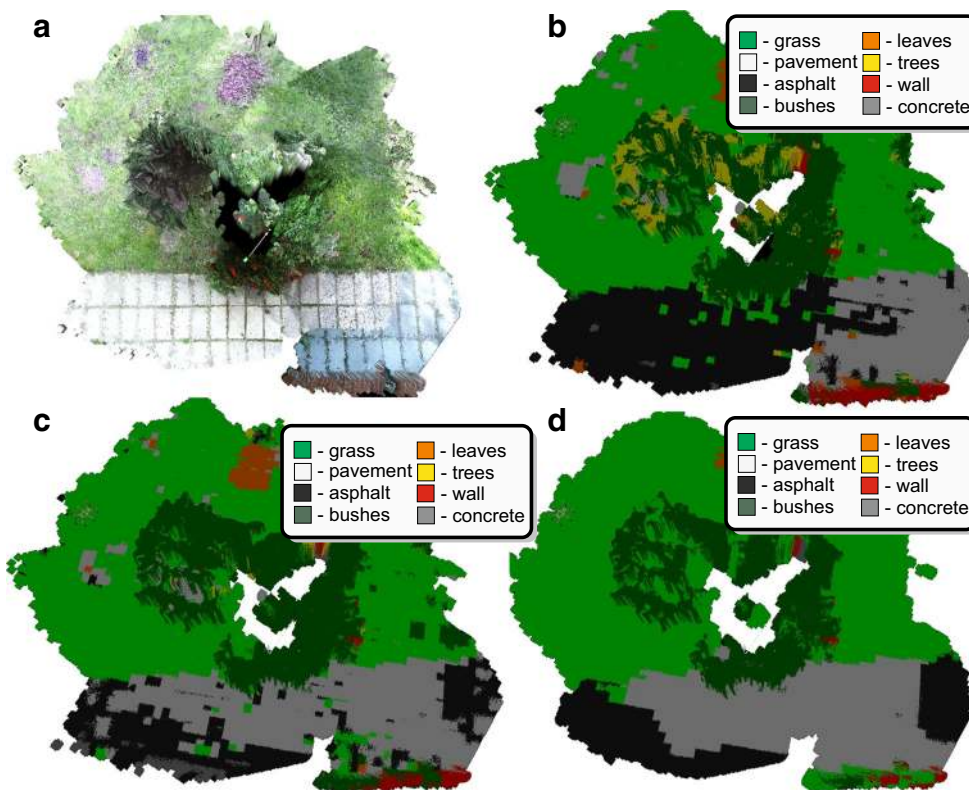 a
b
- grass
- leaves
- pavement
- trees
- asphalt
- wall
- bushes
- concrete
c
- grass
- leaves
- pavement
- trees
- asphalt
- wall
- bushes
- concrete
d
- grass
- leaves
- pavement
- trees
- asphalt
- wall
- bushes
- concrete